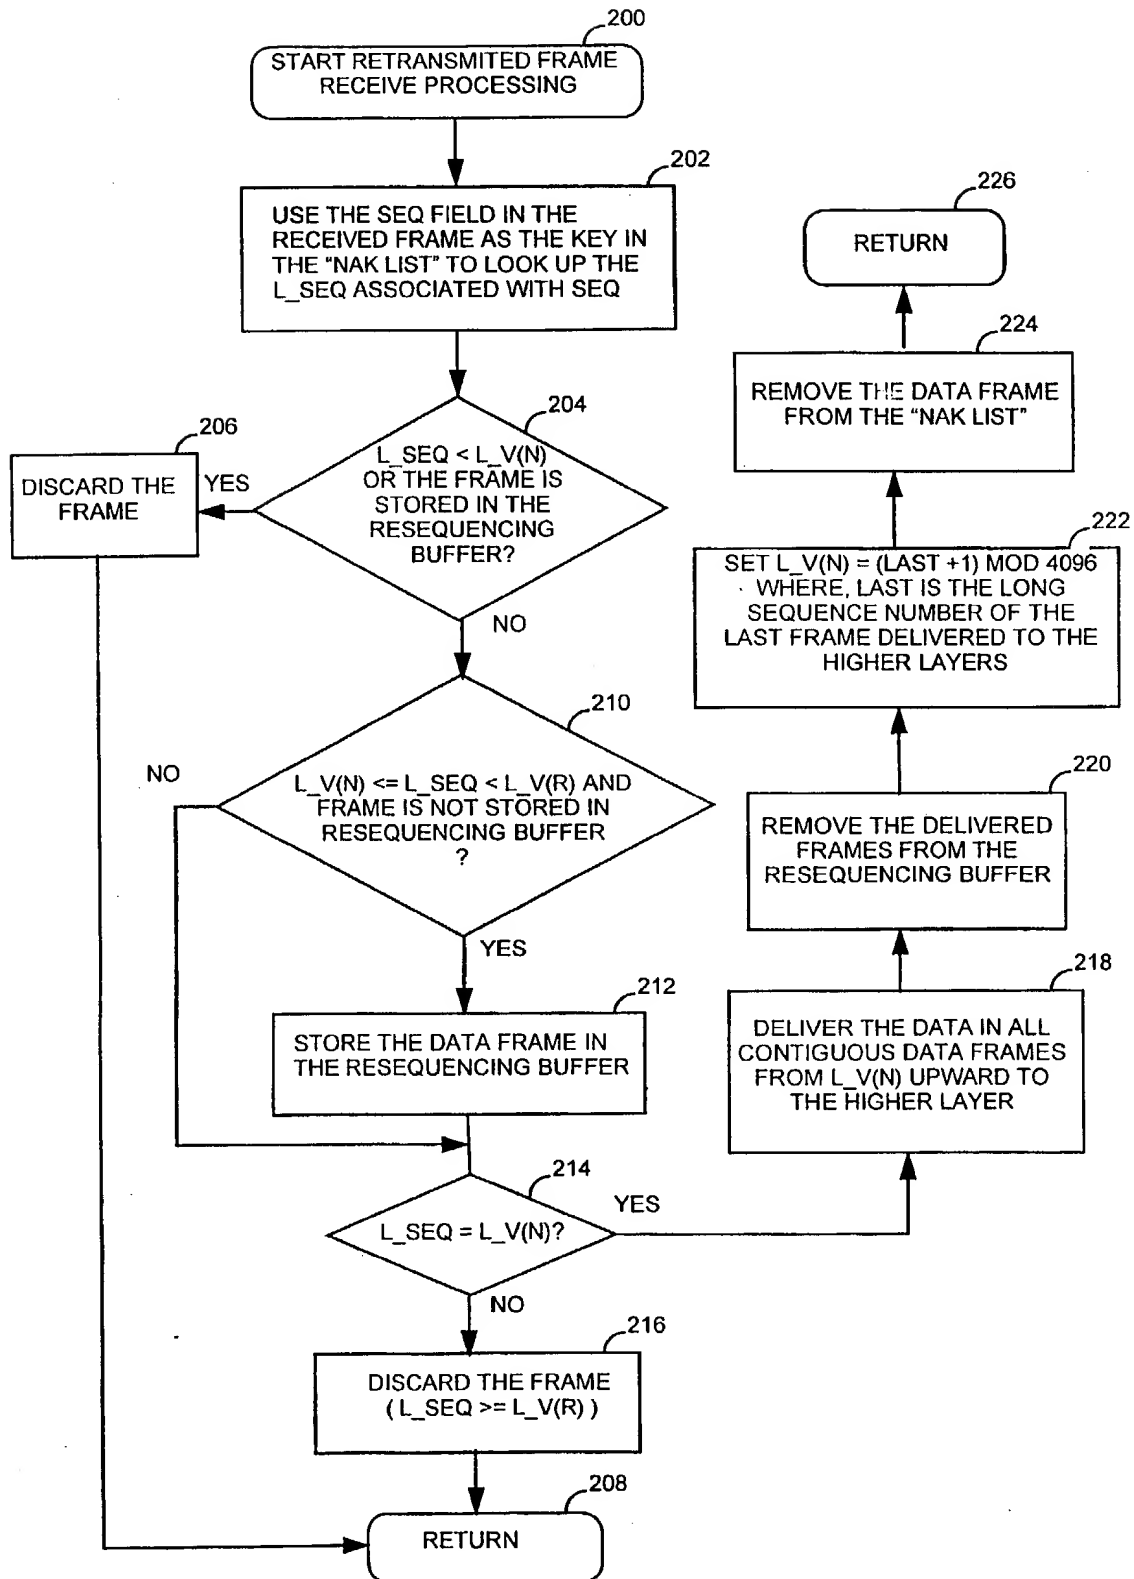 200
START RETRANSMITED FRAME
RECEIVE PROCESSING
202
USE THE SEQ FIELD IN THE
RECEIVED FRAME AS THE KEY IN
THE "NAK LIST" TO LOOK UP THE
L_SEQ ASSOCIATED WITH SEQ
204
L_SEQ < L_V(N)
OR THE FRAME IS
STORED IN THE
RESEQUENCING
BUFFER?
YES
206
DISCARD THE
FRAME
NO
210
L_V(N) <= L_SEQ < L_V(R) AND
FRAME IS NOT STORED IN
RESEQUENCING BUFFER
?
NO
YES
212
STORE THE DATA FRAME IN
THE RESEQUENCING BUFFER
214
L_SEQ = L_V(N)?
YES
NO
216
DISCARD THE FRAME
( L_SEQ >= L_V(R) )
208
RETURN
218
DELIVER THE DATA IN ALL
CONTIGUOUS DATA FRAMES
FROM L_V(N) UPWARD TO
THE HIGHER LAYER
220
REMOVE THE DELIVERED
FRAMES FROM THE
RESEQUENCING BUFFER
222
SET L_V(N) = (LAST +1) MOD 4096
WHERE, LAST IS THE LONG
SEQUENCE NUMBER OF THE
LAST FRAME DELIVERED TO THE
HIGHER LAYERS
224
REMOVE THE DATA FRAME
FROM THE "NAK LIST"
226
RETURN